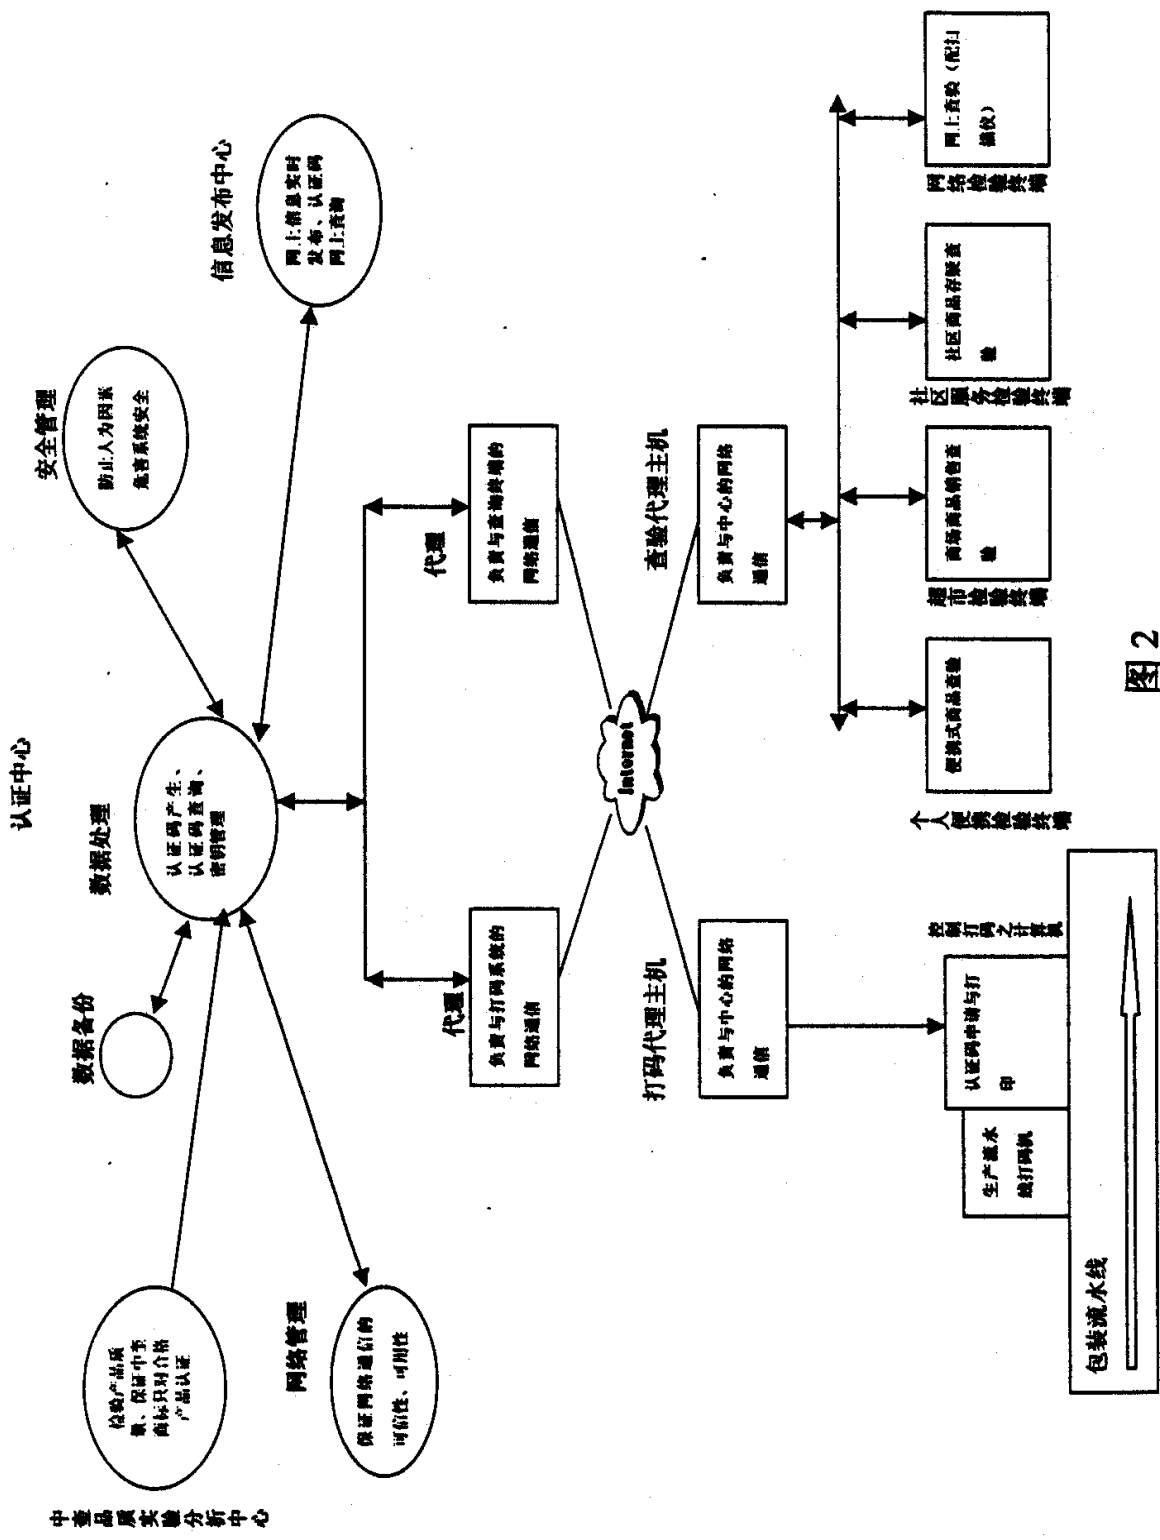 认证中心
中查品质实验分析中心
检验产品质
量、保证中查
商标只对合格
产品认证
数据备份
数据处理
认证码产生、
认证码查询、
密钥管理
安全管理
防止人为因素
危害系统安全
信息发布中心
网上信息实时
发布、认证码
网上查询
网络管理
保证网络通信的
可信性、可用性
代理
负责与打码系统的
网络通信
代理
负责与查询终端的
网络通信
Internet
打码代理主机
负责与中心的网络
通信
查验代理主机
负责与中心的网络
通信
生产流水
线打码机
认证码申请与打
印
控制打码之计算机
包装流水线
个人便携检验终端
便携式商品查验
超市检验终端
商场商品销售查
验
社区服务检验终端
社区商品存疑查
验
网络检验终端
网上查验（配扫
描仪）
图 2